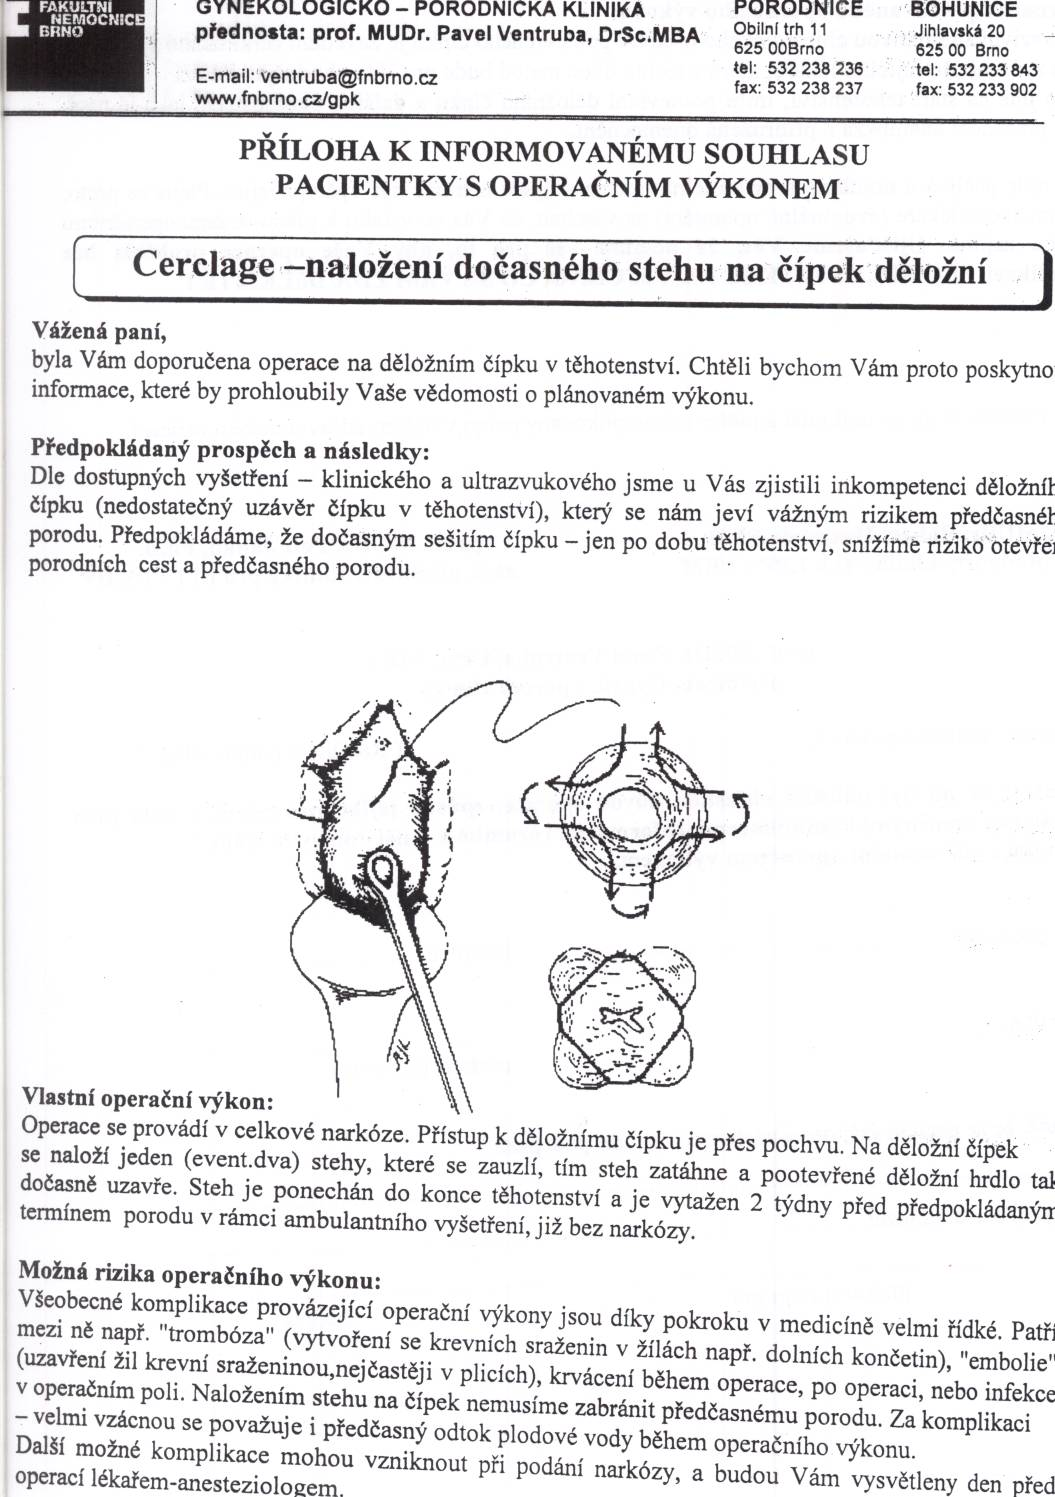 FAKULTNÍ
NEMOCNICE
BRNO
GYNEKOLOGICKO – PORODNICKÁ KLINIKA
přednosta: prof. MUDr. Pavel Ventruba, DrSc.MBA
E-mail: ventruba@fnbrno.cz
www.fnbrno.cz/gpk
PORODNICE
Obilní trh 11
625 00Brno
tel: 532 238 236
fax: 532 238 237
BOHUNICE
Jihlavská 20
625 00 Brno
tel: 532 233 843
fax: 532 233 902
PŘÍLOHA K INFORMOVANÉMU SOUHLASU
PACIENTKY S OPERAČNÍM VÝKONEM
Cerclage –naložení dočasného stehu na čípek děložní
Vážená paní,
byla Vám doporučena operace na děložním čípku v těhotenství. Chtěli bychom Vám proto poskytno
informace, které by prohloubily Vaše vědomosti o plánovaném výkonu.
Předpokládaný prospěch a následky:
Dle dostupných vyšetření – klinického a ultrazvukového jsme u Vás zjistili inkompetenci děložníh
čípku (nedostatečný uzávěr čípku v těhotenství), který se nám jeví vážným rizikem předčasnéh
porodu. Předpokládáme, že dočasným sešitím čípku – jen po dobu těhotenství, snížíme riziko otevřen
porodních cest a předčasného porodu.
Vlastní operační výkon:
Operace se provádí v celkové narkóze. Přístup k děložnímu čípku je přes pochvu. Na děložní čípek
se naloží jeden (event.dva) stehy, které se zauzlí, tím steh zatáhne a pootevřené děložní hrdlo tak
dočasně uzavře. Steh je ponechán do konce těhotenství a je vytažen 2 týdny před předpokládaným
termínem porodu v rámci ambulantního vyšetření, již bez narkózy.
Možná rizika operačního výkonu:
Všeobecné komplikace provázející operační výkony jsou díky pokroku v medicíně velmi řídké. Patří
mezi ně např. "trombóza" (vytvoření se krevních sraženin v žílách např. dolních končetin), "embolie"
(uzavření žil krevní sraženinou,nejčastěji v plicích), krvácení během operace, po operaci, nebo infekce
v operačním poli. Naložením stehu na čípek nemusíme zabránit předčasnému porodu. Za komplikaci
– velmi vzácnou se považuje i předčasný odtok plodové vody během operačního výkonu.
Další možné komplikace mohou vzniknout při podání narkózy, a budou Vám vysvětleny den před
operací lékařem-anesteziologem.